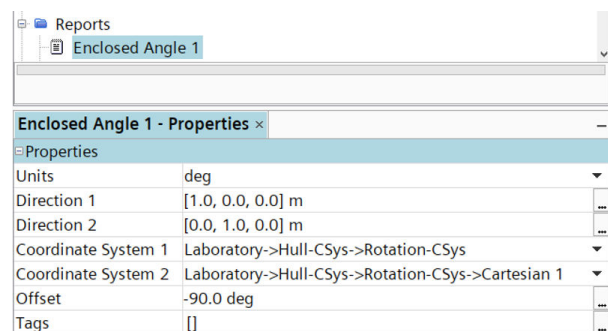 Reports
Enclosed Angle 1
Enclosed Angle 1 - Properties ×
Properties
Units deg
Direction 1 [1.0, 0.0, 0.0] m
Direction 2 [0.0, 1.0, 0.0] m
Coordinate System 1 Laboratory->Hull-CSys->Rotation-CSys
Coordinate System 2 Laboratory->Hull-CSys->Rotation-CSys->Cartesian 1
Offset -90.0 deg
Tags []